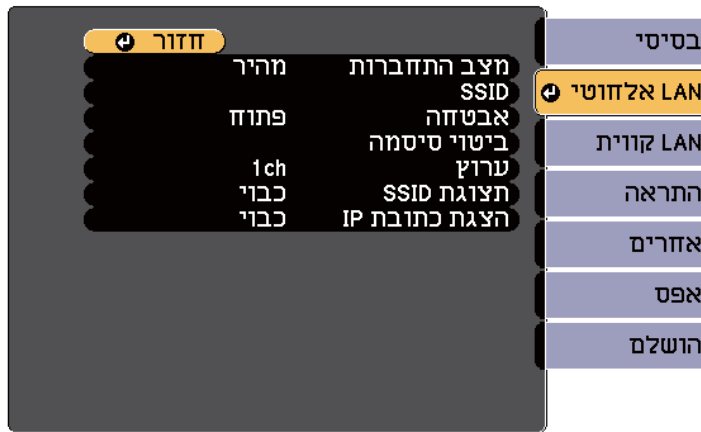 בסיסי
LAN אלחוטי
LAN קווית
התראה
אחרים
אפס
הושלם
חזור
מצב התחברות מהיר
SSID
אבטחה פתוח
ביטוי סיסמה
ערוץ 1ch
תצוגת SSID כבוי
הצגת כתובת IP כבוי